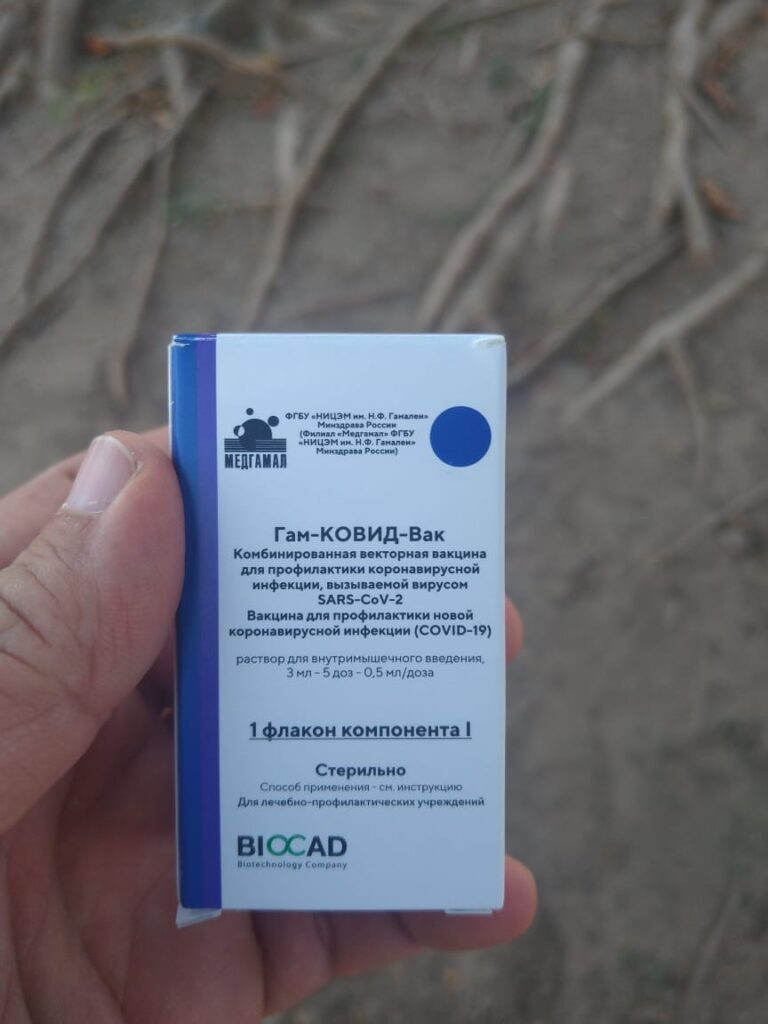 ФГБУ «НИЦЭМ им. Н.Ф. Гамалеи»
Минздрава России
(Филиал «Медгамал» ФГБУ
«НИЦЭМ им. Н.Ф. Гамалеи»
Минздрава России)
МЕДГАМАЛ
Гам-КОВИД-Вак
Комбинированная векторная вакцина
для профилактики коронавирусной
инфекции, вызываемой вирусом
SARS-CoV-2
Вакцина для профилактики новой
коронавирусной инфекции (COVID-19)
раствор для внутримышечного введения,
3 мл - 5 доз - 0,5 мл/доза
1 флакон компонента I
Стерильно
Способ применения - см. инструкцию
Для лечебно-профилактических учреждений
BIOCAD
Biotechnology Company